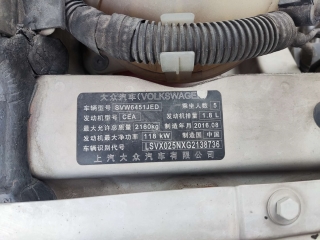 大众汽车(VOLKSWAGEN)
车辆型号 SVW6451JED 乘坐人数 5
发动机型号 CEA 发动机排量 1.8 L
最大允许总质量 2160kg 制造年月 2016.08
发动机最大净功率 118 kW 制造国 中国
车辆识别代号 LSVX025NXG2138736
上汽大众汽车有限公司